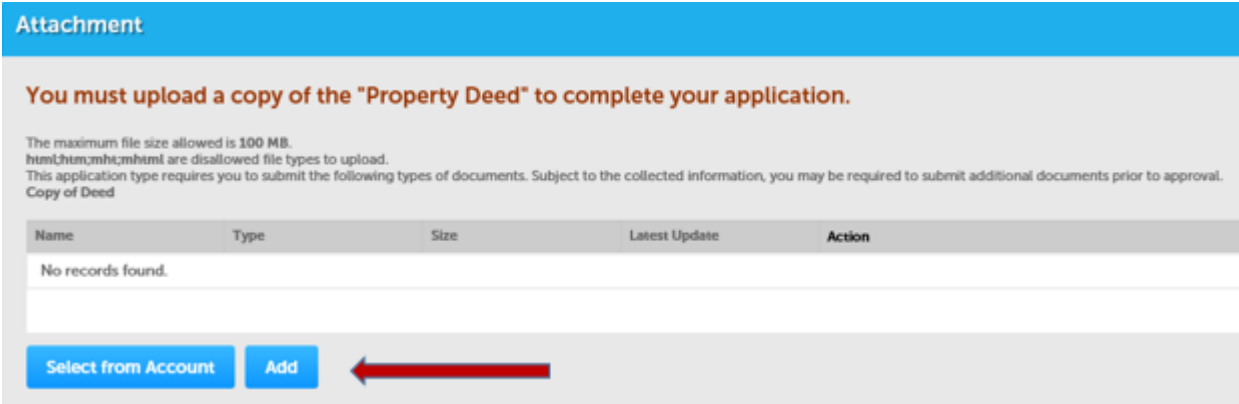 Attachment
You must upload a copy of the "Property Deed" to complete your application.
The maximum file size allowed is 100 MB.
html;htm;mht;mhtml are disallowed file types to upload.
This application type requires you to submit the following types of documents. Subject to the collected information, you may be required to submit additional documents prior to approval.
Copy of Deed
Name Type Size Latest Update Action
No records found.
Select from Account Add